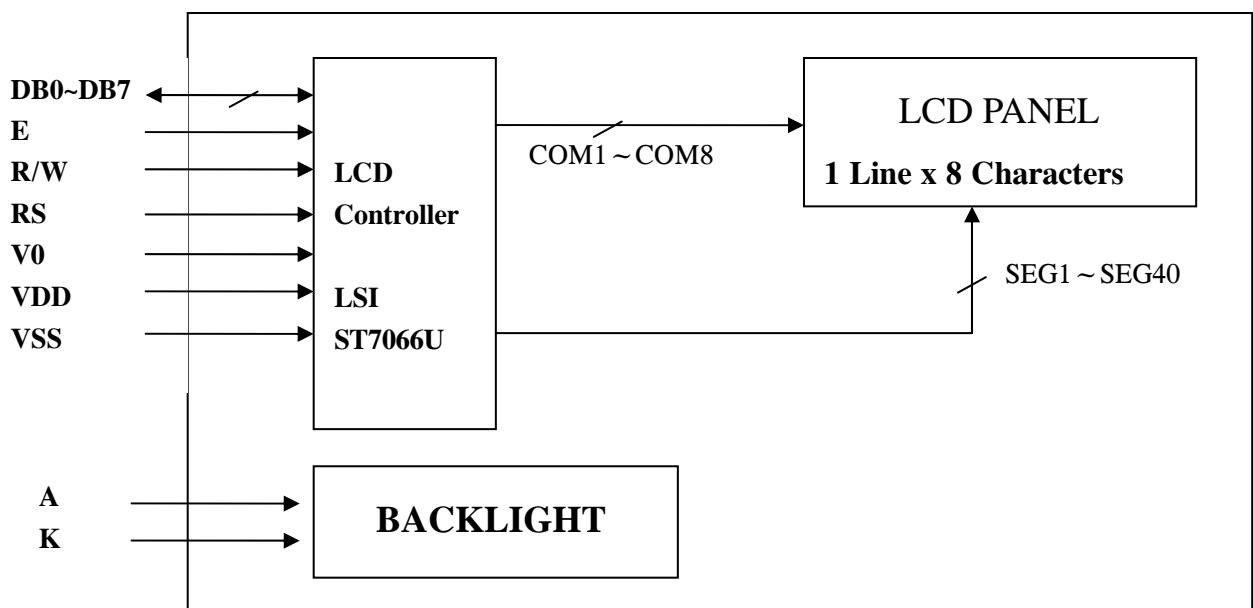 DB0~DB7
E
R/W
RS
V0
VDD
VSS
A
K
LCD
Controller
LSI
ST7066U
COM1 ~ COM8
LCD PANEL
1 Line x 8 Characters
SEG1 ~ SEG40
BACKLIGHT